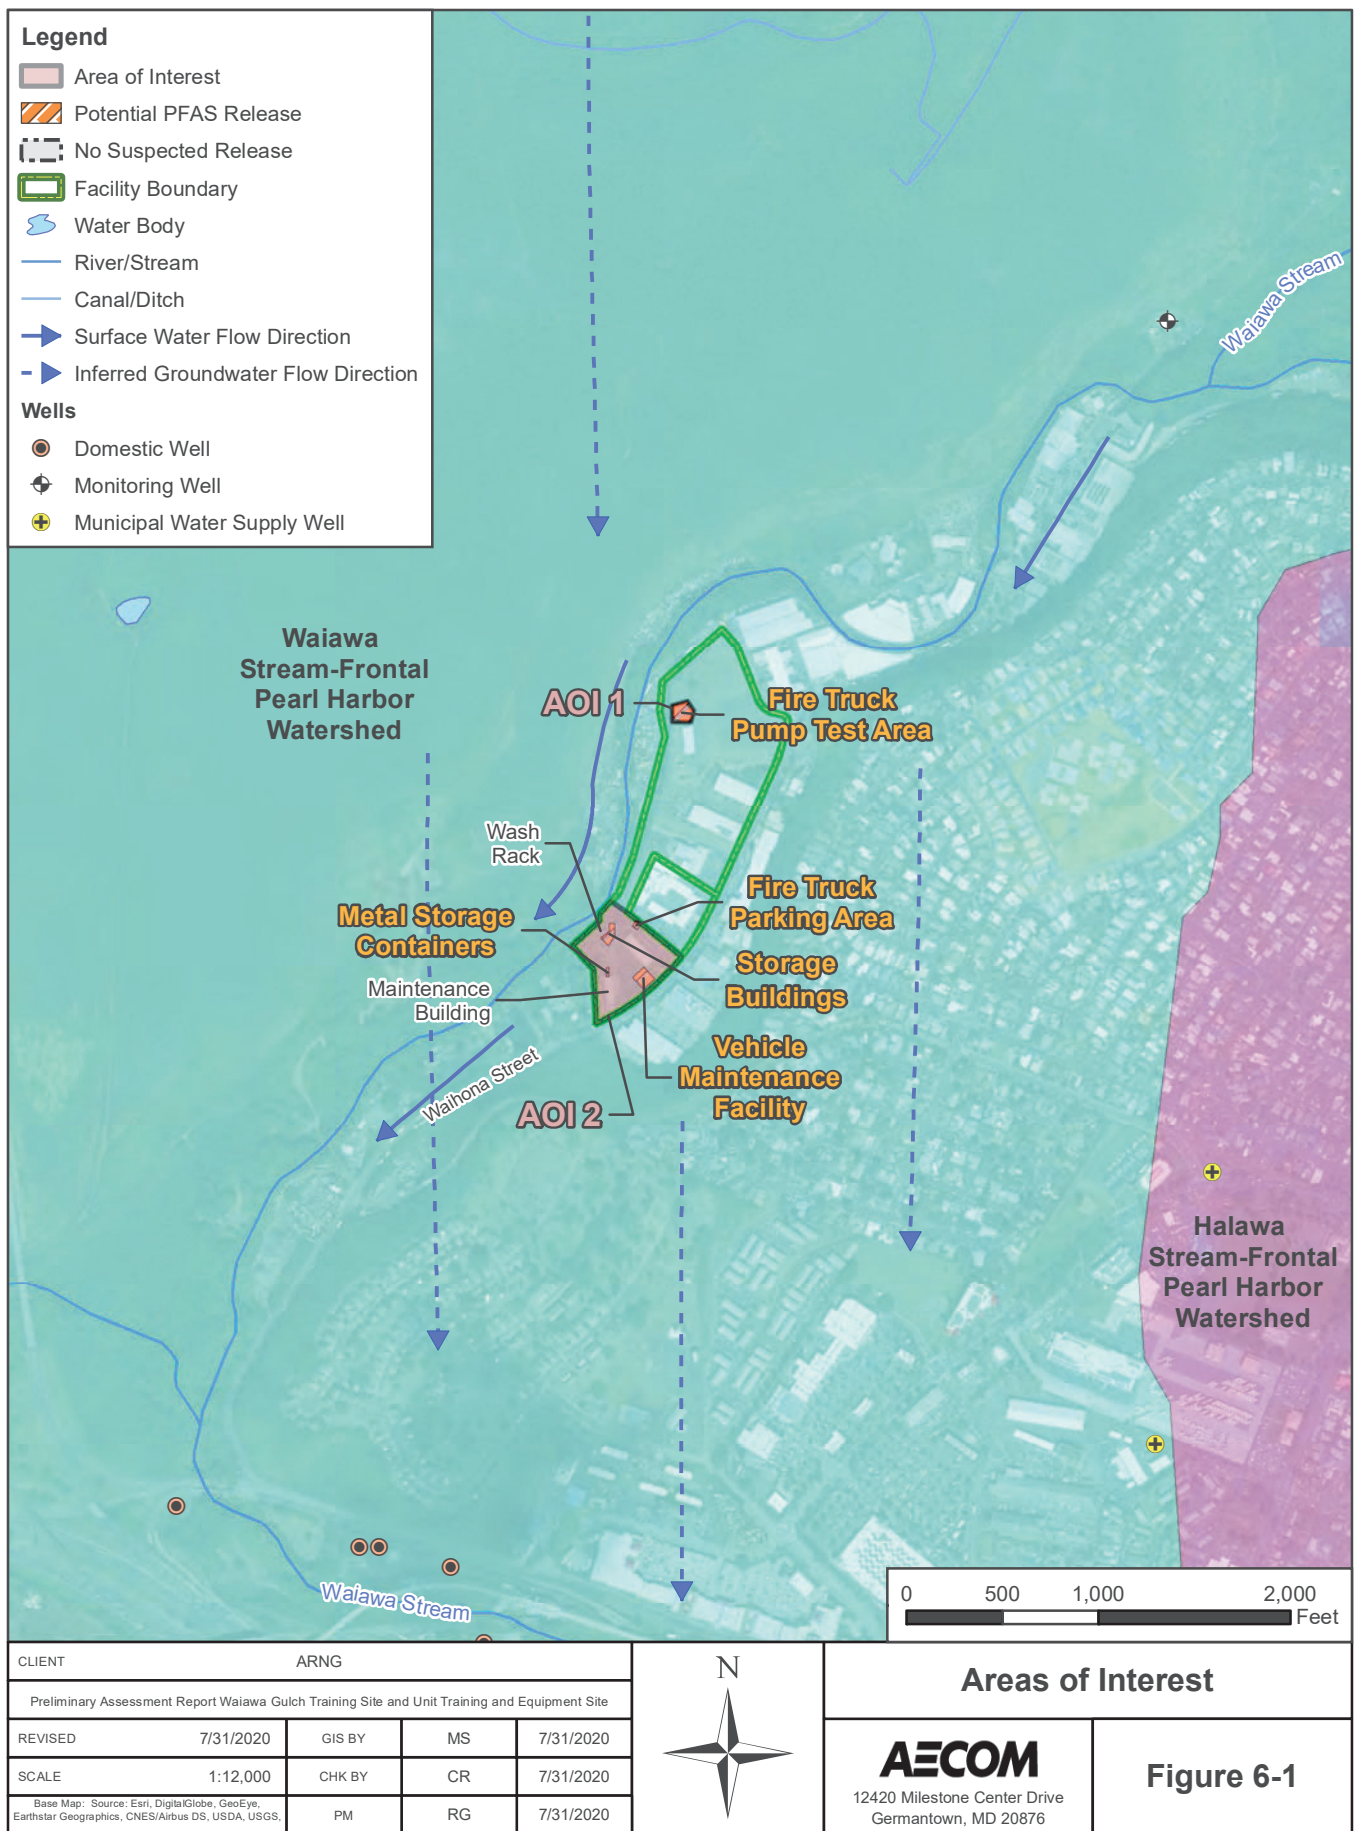 Legend
Area of Interest
Potential PFAS Release
No Suspected Release
Facility Boundary
Water Body
River/Stream
Canal/Ditch
Surface Water Flow Direction
Inferred Groundwater Flow Direction
Wells
Domestic Well
Monitoring Well
Municipal Water Supply Well
Waiawa Stream
Waiawa
Stream-Frontal
Pearl Harbor
Watershed
AOI 1
Fire Truck
Pump Test Area
Wash
Rack
Fire Truck
Parking Area
Metal Storage
Containers
Storage
Buildings
Maintenance
Building
Vehicle
Maintenance
Facility
Waihona Street
AOI 2
Halawa
Stream-Frontal
Pearl Harbor
Watershed
Waiawa Stream
0 500 1,000 2,000
Feet
CLIENT ARNG
Preliminary Assessment Report Waiawa Gulch Training Site and Unit Training and Equipment Site
REVISED 7/31/2020 GIS BY MS 7/31/2020
SCALE 1:12,000 CHK BY CR 7/31/2020
Base Map: Source: Esri, DigitalGlobe, GeoEye,
Earthstar Geographics, CNES/Airbus DS, USDA, USGS,
PM RG 7/31/2020
N
Areas of Interest
AECOM
12420 Milestone Center Drive
Germantown, MD 20876
Figure 6-1